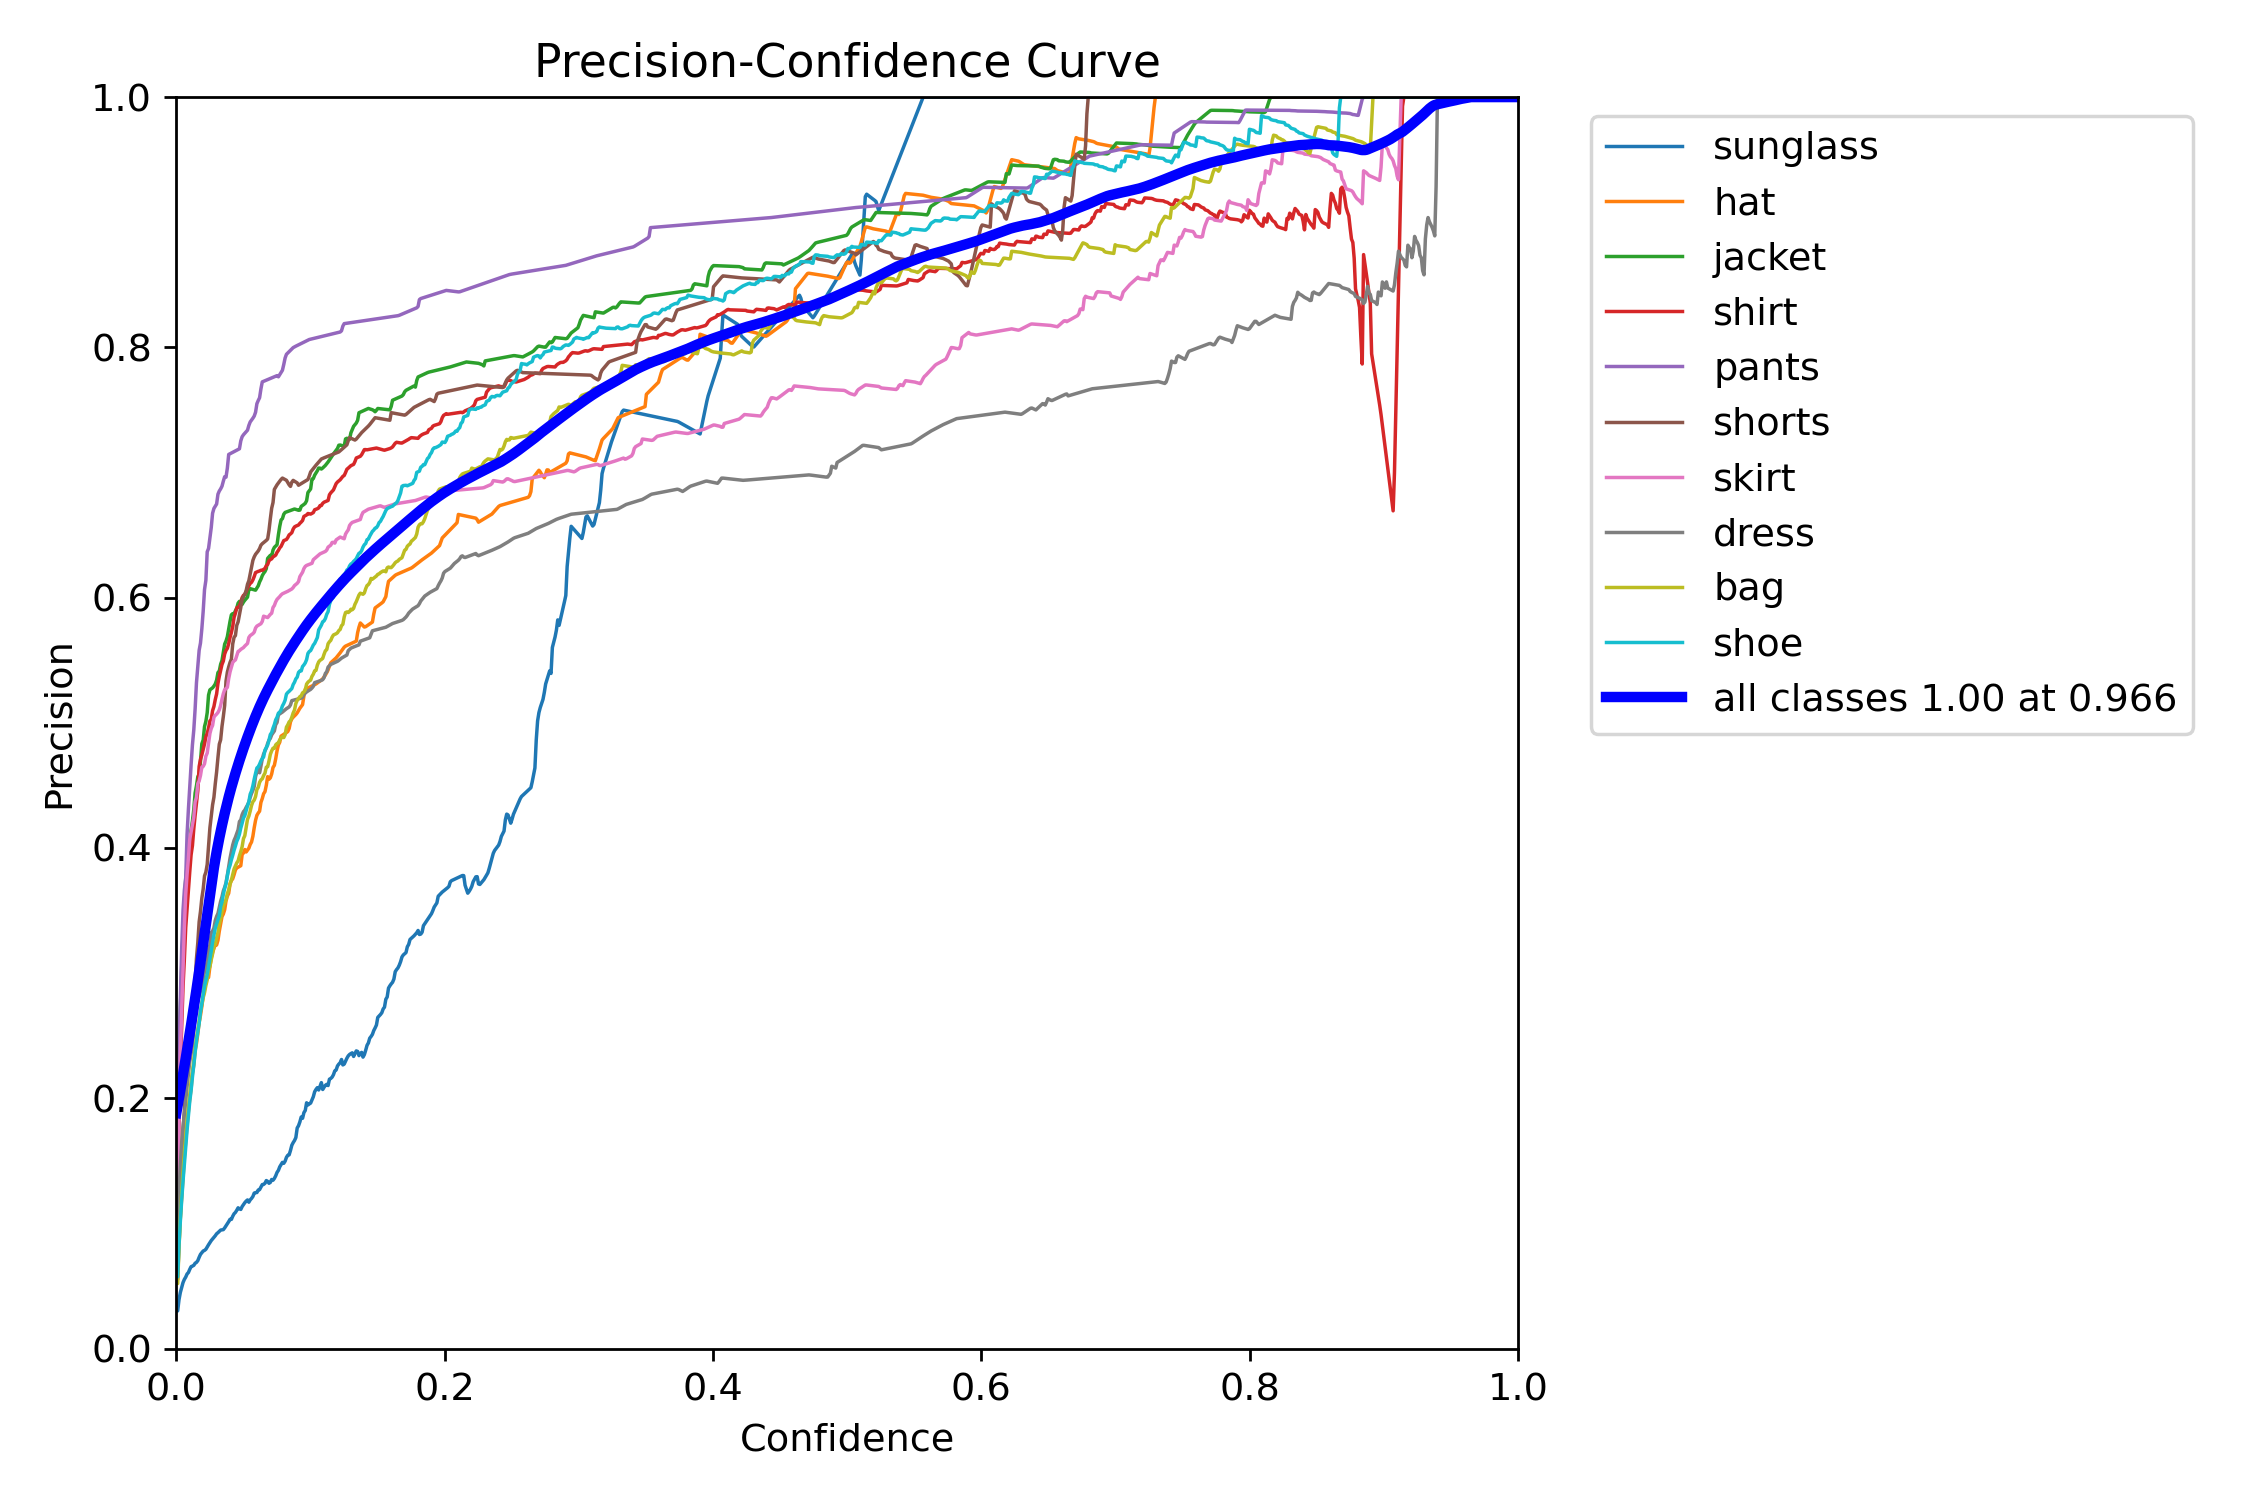 Precision-Confidence Curve
1.0
0.8
0.6
0.4
0.2
0.0
Precision
0.0 0.2 0.4 0.6 0.8 1.0
Confidence
sunglass
hat
jacket
shirt
pants
shorts
skirt
dress
bag
shoe
all classes 1.00 at 0.966